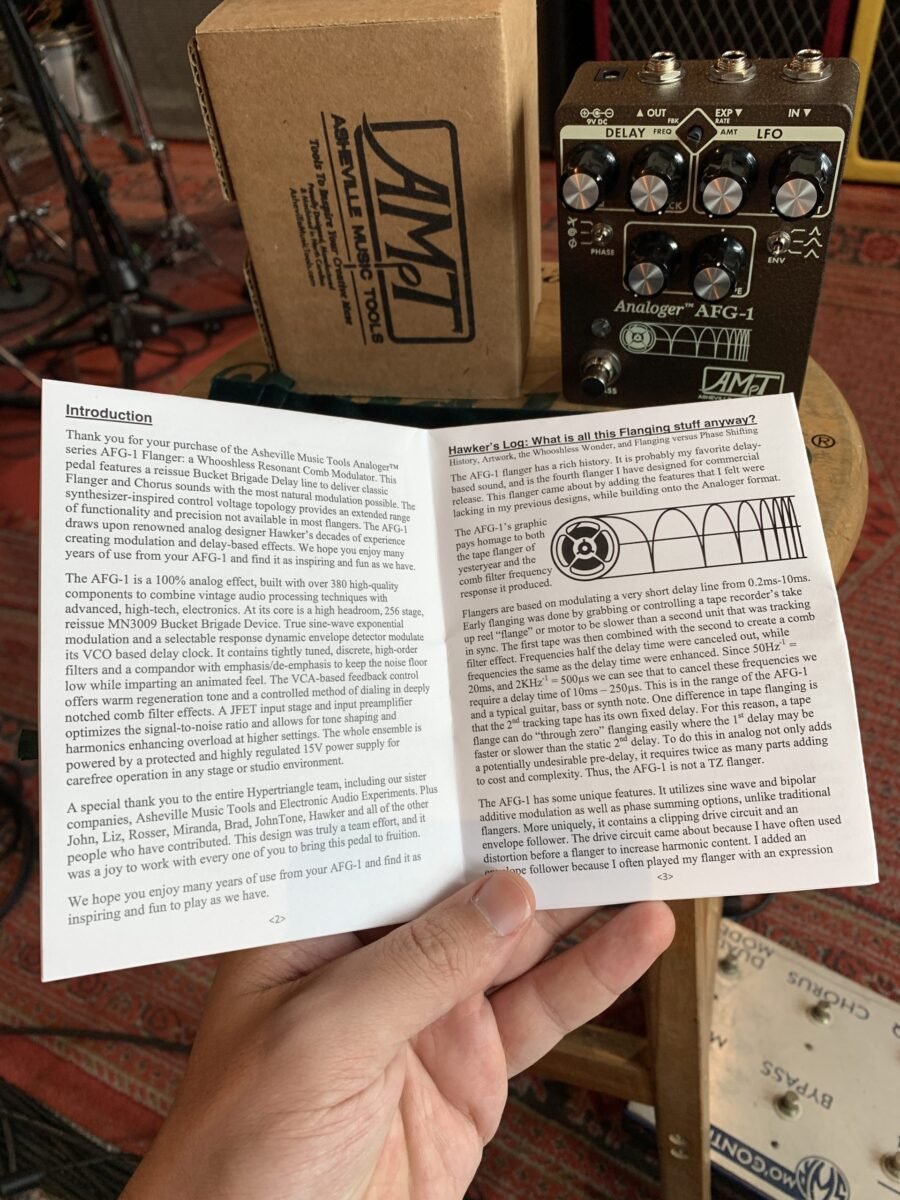 AMT
ASHEVILLE MUSIC TOOLS
Tools To Inspire Your Creative Muse
AshevilleMusicTools.com
9V DC
▲ OUT
EXP ▼
IN ▼
FBK
RATE
DELAY
FREQ
AMT
LFO
PHASE
ENV
Analoger™ AFG-1
AMT
®
Introduction
Thank you for your purchase of the Asheville Music Tools Analoger™
series AFG-1 Flanger: a Whooshless Resonant Comb Modulator. This
pedal features a reissue Bucket Brigade Delay line to deliver classic
Flanger and Chorus sounds with the most natural modulation possible. The
synthesizer-inspired control voltage topology provides an extended range
of functionality and precision not available in most flangers. The AFG-1
draws upon renowned analog designer Hawker's decades of experience
creating modulation and delay-based effects. We hope you enjoy many
years of use from your AFG-1 and find it as inspiring and fun as we have.
The AFG-1 is a 100% analog effect, built with over 380 high-quality
components to combine vintage audio processing techniques with
advanced, high-tech, electronics. At its core is a high headroom, 256 stage,
reissue MN3009 Bucket Brigade Device. True sine-wave exponential
modulation and a selectable response dynamic envelope detector modulate
its VCO based delay clock. It contains tightly tuned, discrete, high-order
filters and a compandor with emphasis/de-emphasis to keep the noise floor
low while imparting an animated feel. The VCA-based feedback control
offers warm regeneration tone and a controlled method of dialing in deeply
notched comb filter effects. A JFET input stage and input preamplifier
optimizes the signal-to-noise ratio and allows for tone shaping and
harmonics enhancing overload at higher settings. The whole ensemble is
powered by a protected and highly regulated 15V power supply for
carefree operation in any stage or studio environment.
A special thank you to the entire Hypertriangle team, including our sister
companies, Asheville Music Tools and Electronic Audio Experiments. Plus
John, Liz, Rosser, Miranda, Brad, JohnTone, Hawker and all of the other
people who have contributed. This design was truly a team effort, and it
was a joy to work with every one of you to bring this pedal to fruition.
We hope you enjoy many years of use from your AFG-1 and find it as
inspiring and fun to play as we have.
<2>
Hawker's Log: What is all this Flanging stuff anyway?
History, Artwork, the Whooshless Wonder, and Flanging versus Phase Shifting
The AFG-1 flanger has a rich history. It is probably my favorite delay-
based sound, and is the fourth flanger I have designed for commercial
release. This flanger came about by adding the features that I felt were
lacking in my previous designs, while building onto the Analoger format.
The AFG-1's graphic
pays homage to both
the tape flanger of
yesteryear and the
comb filter frequency
response it produced.
Flangers are based on modulating a very short delay line from 0.2ms-10ms.
Early flanging was done by grabbing or controlling a tape recorder's take
up reel "flange" or motor to be slower than a second unit that was tracking
in sync. The first tape was then combined with the second to create a comb
filter effect. Frequencies half the delay time were canceled out, while
frequencies the same as the delay time were enhanced. Since 50Hz⁻¹ =
20ms, and 2KHz⁻¹ = 500μs we can see that to cancel these frequencies we
require a delay time of 10ms – 250μs. This is in the range of the AFG-1
and a typical guitar, bass or synth note. One difference in tape flanging is
that the 2nd tracking tape has its own fixed delay. For this reason, a tape
flange can do "through zero" flanging easily where the 1st delay may be
faster or slower than the static 2nd delay. To do this in analog not only adds
a potentially undesirable pre-delay, it requires twice as many parts adding
to cost and complexity. Thus, the AFG-1 is not a TZ flanger.
The AFG-1 has some unique features. It utilizes sine wave and bipolar
additive modulation as well as phase summing options, unlike traditional
flangers. More uniquely, it contains a clipping drive circuit and an
envelope follower. The drive circuit came about because I have often used
distortion before a flanger to increase harmonic content. I added an
envelope follower because I often played my flanger with an expression
<3>
CHORUS
BYPASS